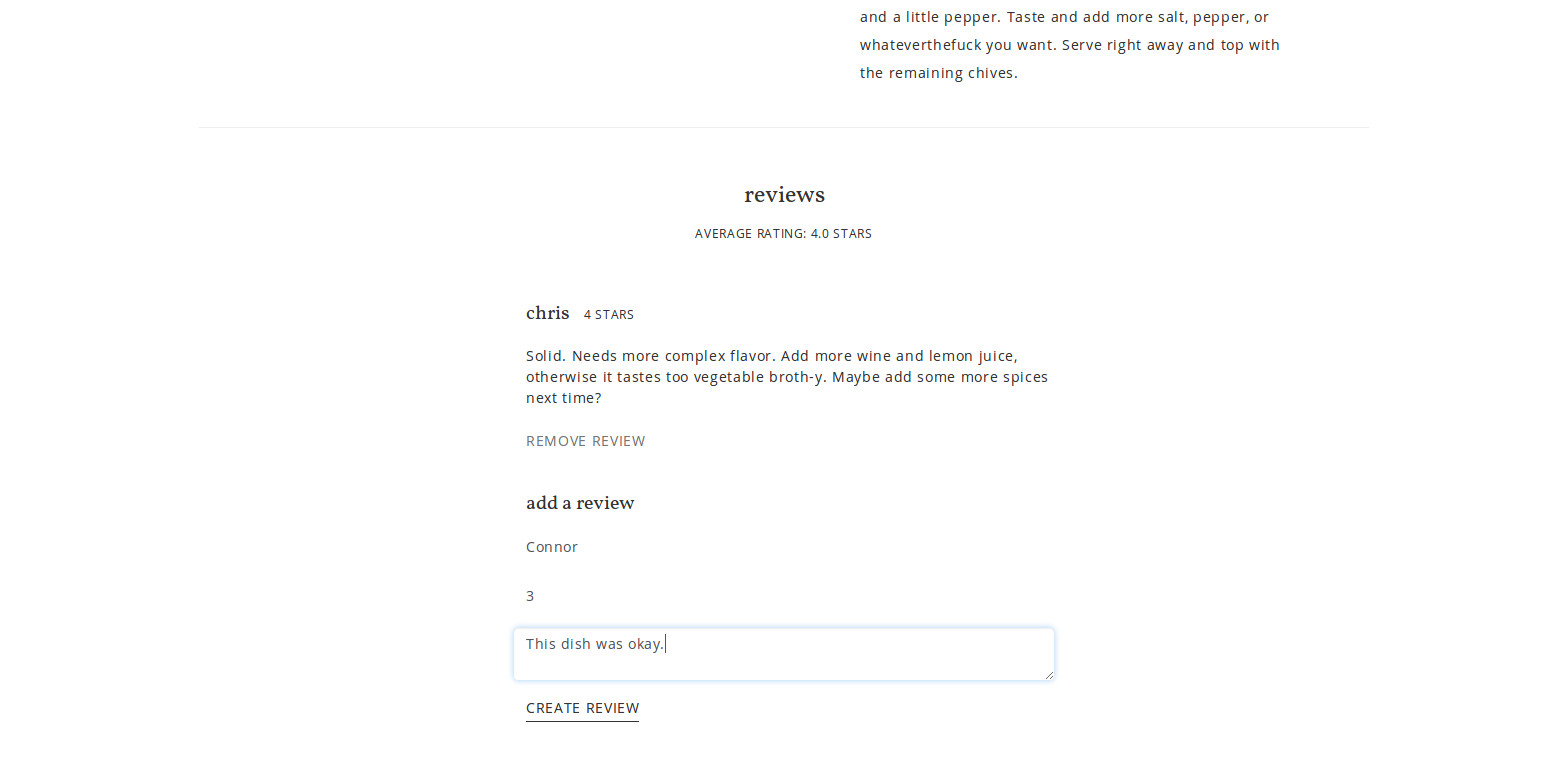 and a little pepper. Taste and add more salt, pepper, or
whateverthefuck you want. Serve right away and top with
the remaining chives.
reviews
AVERAGE RATING: 4.0 STARS
chris 4 STARS
Solid. Needs more complex flavor. Add more wine and lemon juice,
otherwise it tastes too vegetable broth-y. Maybe add some more spices
next time?
REMOVE REVIEW
add a review
Connor
3
This dish was okay.
CREATE REVIEW